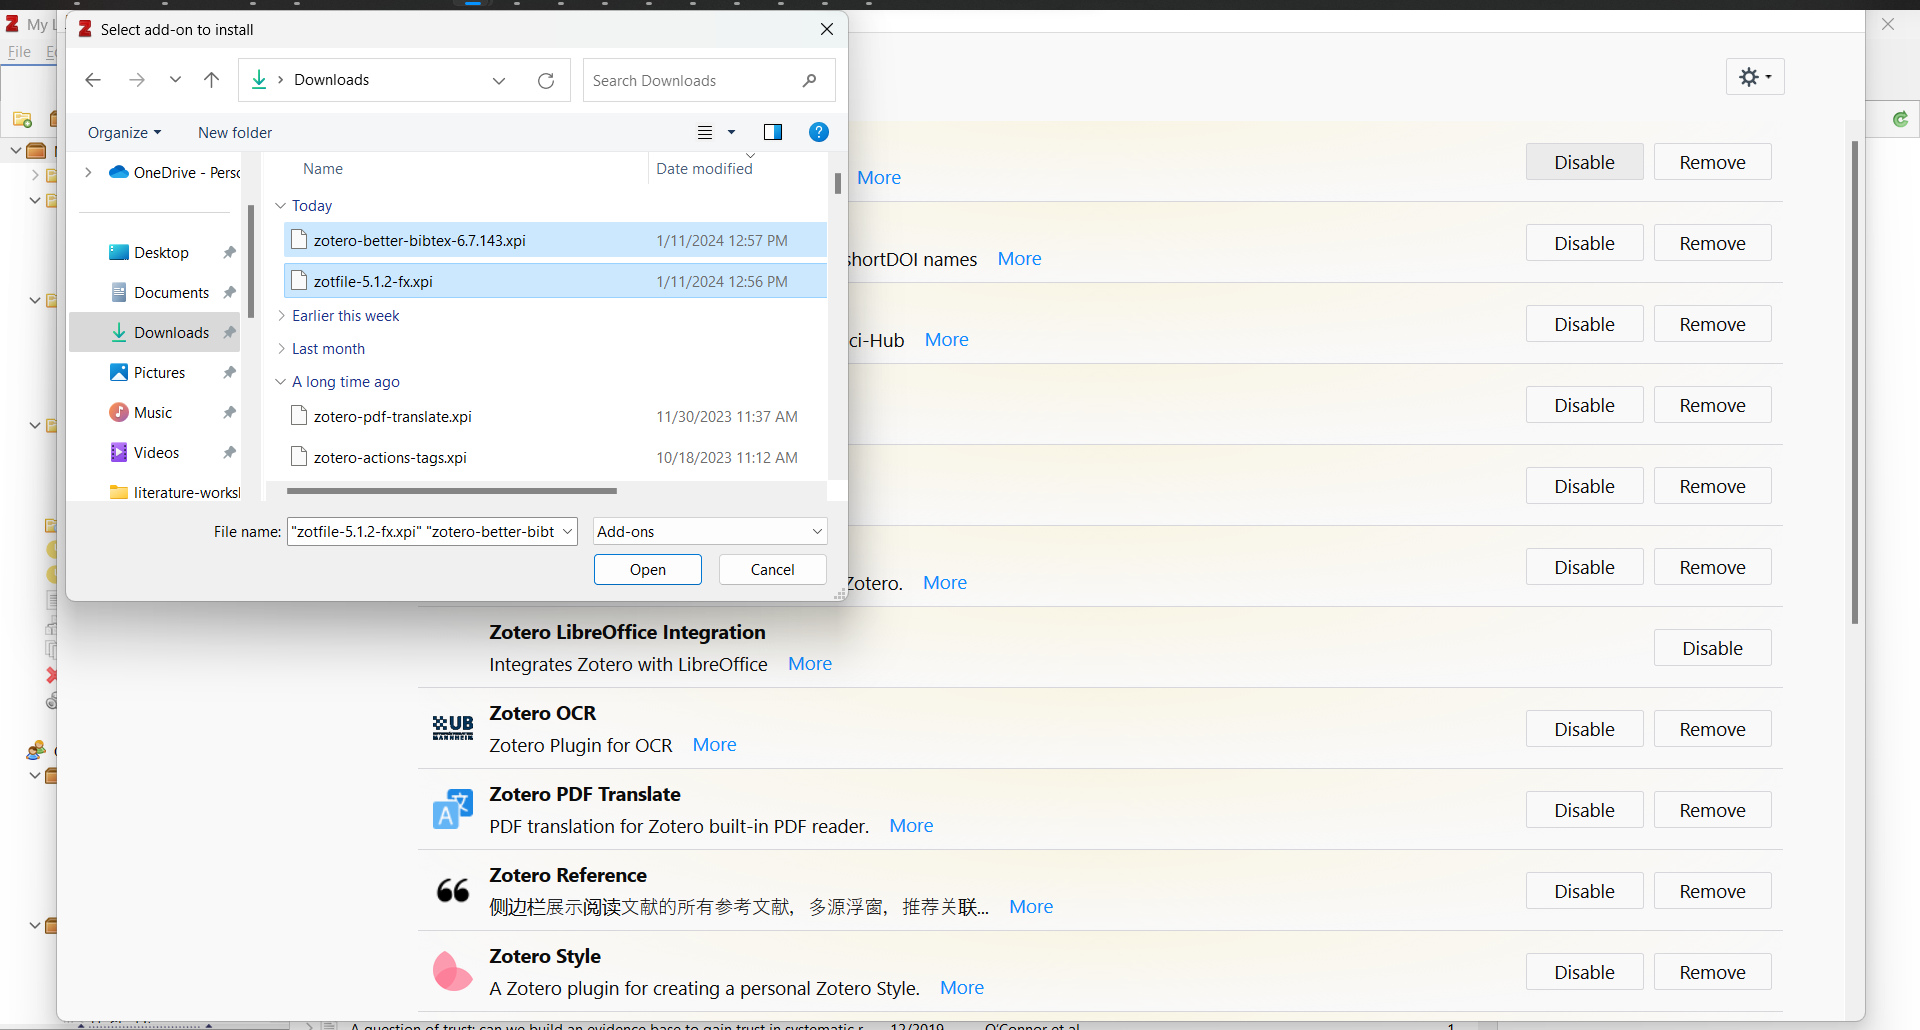 My L
File
Select add-on to install
Downloads
Search Downloads
Organize
New folder
OneDrive - Perso
Name
Date modified
Today
Desktop
zotero-better-bibtex-6.7.143.xpi
1/11/2024 12:57 PM
Documents
zotfile-5.1.2-fx.xpi
1/11/2024 12:56 PM
Downloads
Earlier this week
Last month
Pictures
A long time ago
Music
zotero-pdf-translate.xpi
11/30/2023 11:37 AM
Videos
zotero-actions-tags.xpi
10/18/2023 11:12 AM
literature-worksl
File name:
"zotfile-5.1.2-fx.xpi" "zotero-better-bibt
Add-ons
Open
Cancel
More
Disable
Remove
shortDOI names More
Disable
Remove
ci-Hub More
Disable
Remove
Disable
Remove
Disable
Remove
Zotero. More
Disable
Remove
Zotero LibreOffice Integration
Integrates Zotero with LibreOffice More
Disable
Zotero OCR
UB
MANNHEIM
Zotero Plugin for OCR More
Disable
Remove
Zotero PDF Translate
A 文
PDF translation for Zotero built-in PDF reader. More
Disable
Remove
Zotero Reference
侧边栏展示阅读文献的所有参考文献，多源浮窗，推荐关联... More
Disable
Remove
Zotero Style
A Zotero plugin for creating a personal Zotero Style. More
Disable
Remove
A question of trust: can we build an evidence base to gain trust in systematic r... 12/2019 O'Connor et al. 1